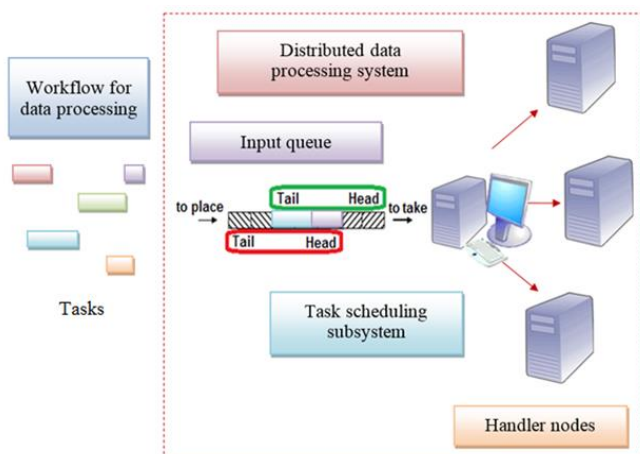 Distributed data
processing system
Workflow for
data processing
Input queue
Tail Head
to place
to take
Tail Head
Tasks
Task scheduling
subsystem
Handler nodes